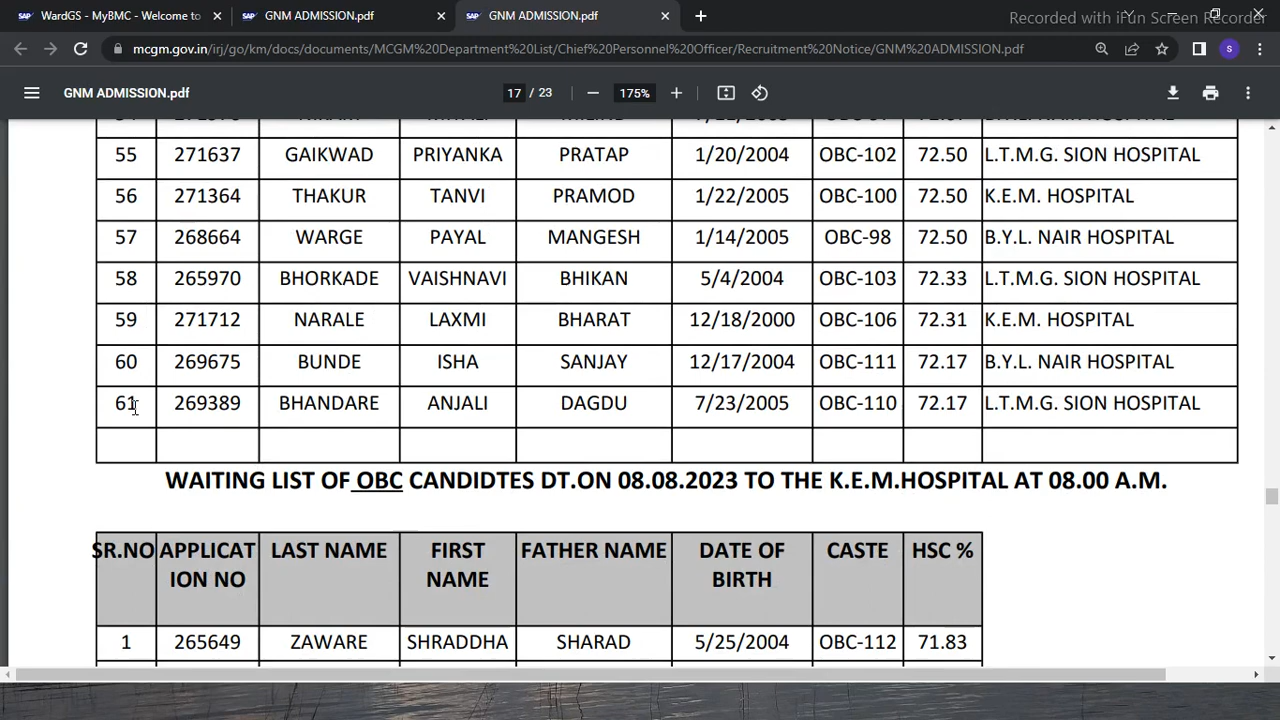 WardGS - MyBMC - Welcome to
GNM ADMISSION.pdf
GNM ADMISSION.pdf
Recorded with iFun Screen Recorder
mcgm.gov.in/irj/go/km/docs/documents/MCGM%20Department%20List/Chief%20Personnel%20Officer/Recruitment%20Notice/GNM%20ADMISSION.pdf
S
GNM ADMISSION.pdf
17 / 23
175%
55 271637 GAIKWAD PRIYANKA PRATAP 1/20/2004 OBC-102 72.50 L.T.M.G. SION HOSPITAL
56 271364 THAKUR TANVI PRAMOD 1/22/2005 OBC-100 72.50 K.E.M. HOSPITAL
57 268664 WARGE PAYAL MANGESH 1/14/2005 OBC-98 72.50 B.Y.L. NAIR HOSPITAL
58 265970 BHORKADE VAISHNAVI BHIKAN 5/4/2004 OBC-103 72.33 L.T.M.G. SION HOSPITAL
59 271712 NARALE LAXMI BHARAT 12/18/2000 OBC-106 72.31 K.E.M. HOSPITAL
60 269675 BUNDE ISHA SANJAY 12/17/2004 OBC-111 72.17 B.Y.L. NAIR HOSPITAL
61 269389 BHANDARE ANJALI DAGDU 7/23/2005 OBC-110 72.17 L.T.M.G. SION HOSPITAL
WAITING LIST OF OBC CANDIDTES DT.ON 08.08.2023 TO THE K.E.M.HOSPITAL AT 08.00 A.M.
SR.NO APPLICAT LAST NAME FIRST FATHER NAME DATE OF CASTE HSC %
ION NO NAME BIRTH
1 265649 ZAWARE SHRADDHA SHARAD 5/25/2004 OBC-112 71.83